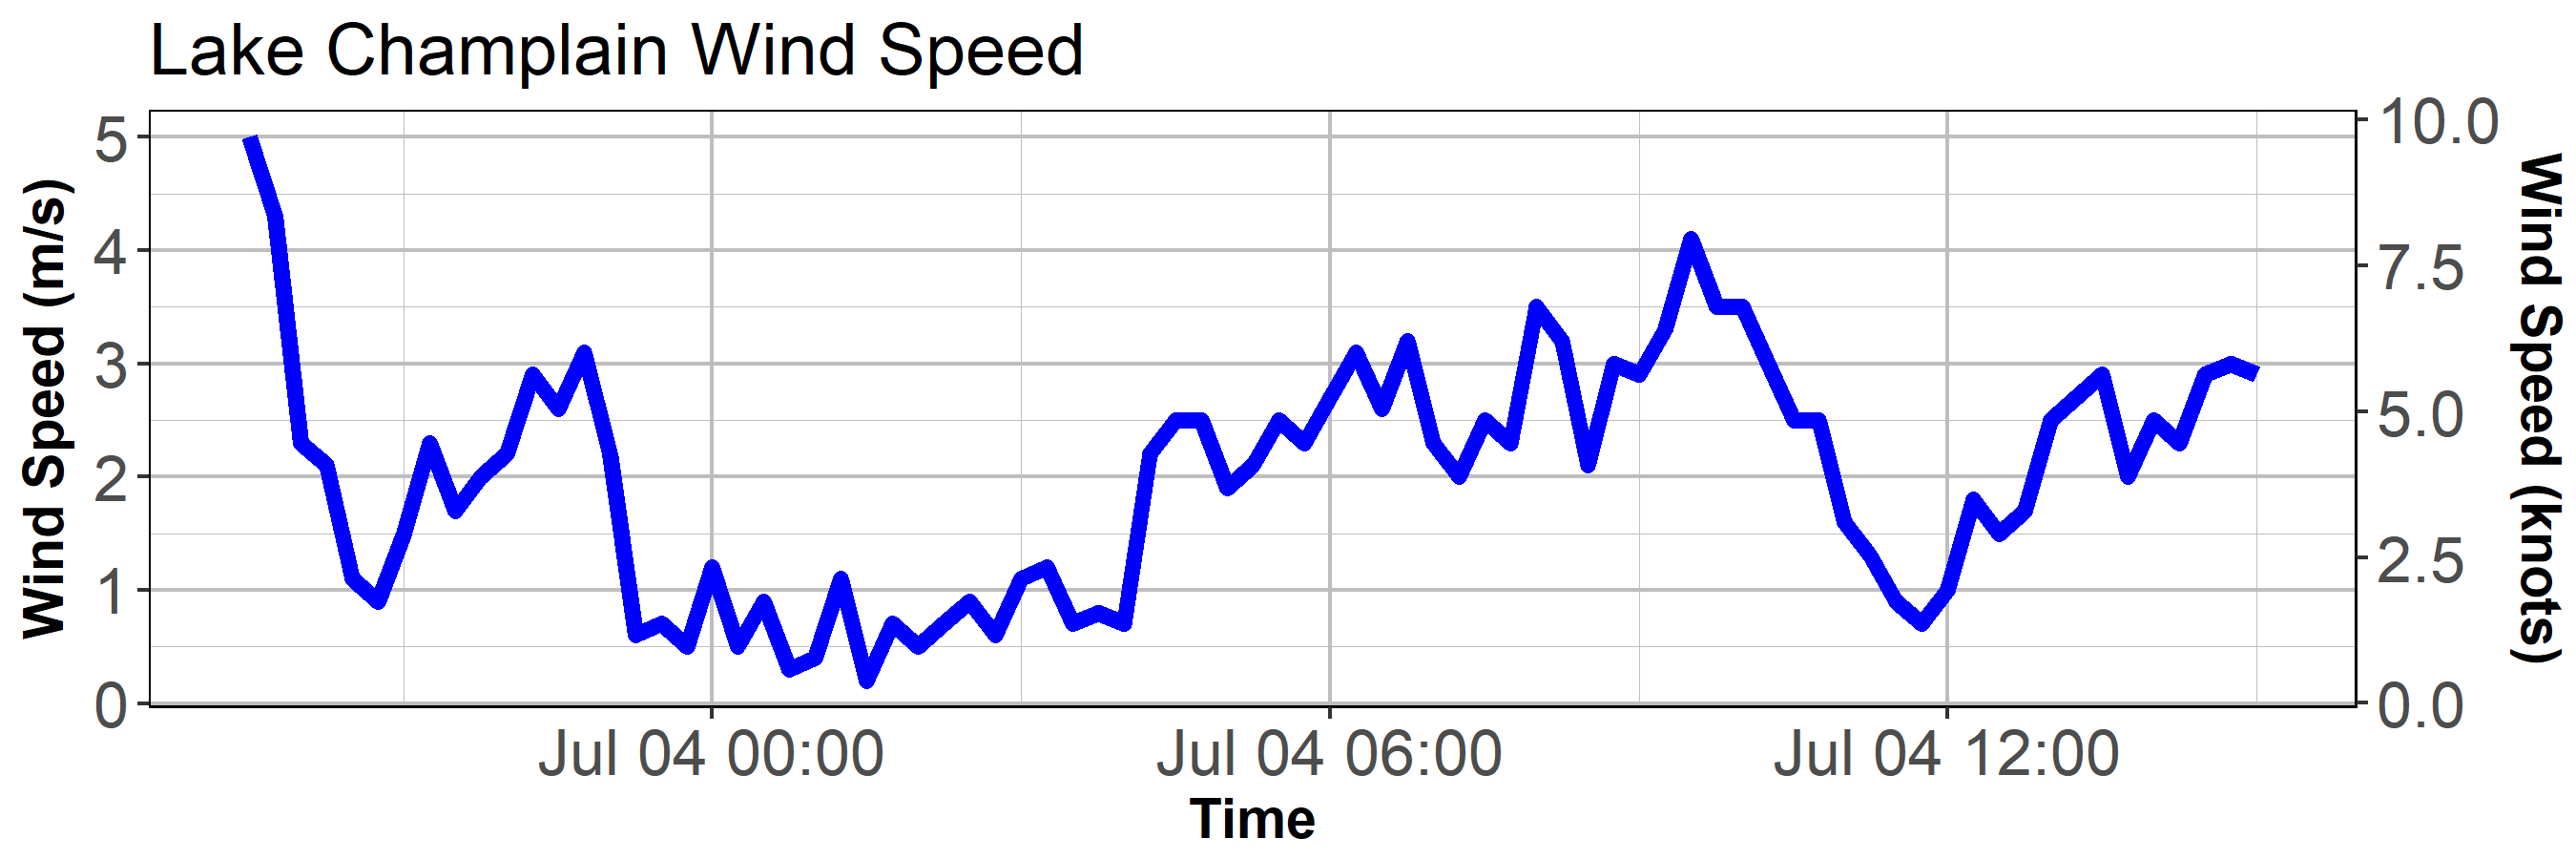 Lake Champlain Wind Speed
Wind Speed (m/s)
5
4
3
2
1
0
10.0
7.5
5.0
2.5
0.0
Wind Speed (knots)
Jul 04 00:00
Jul 04 06:00
Jul 04 12:00
Time